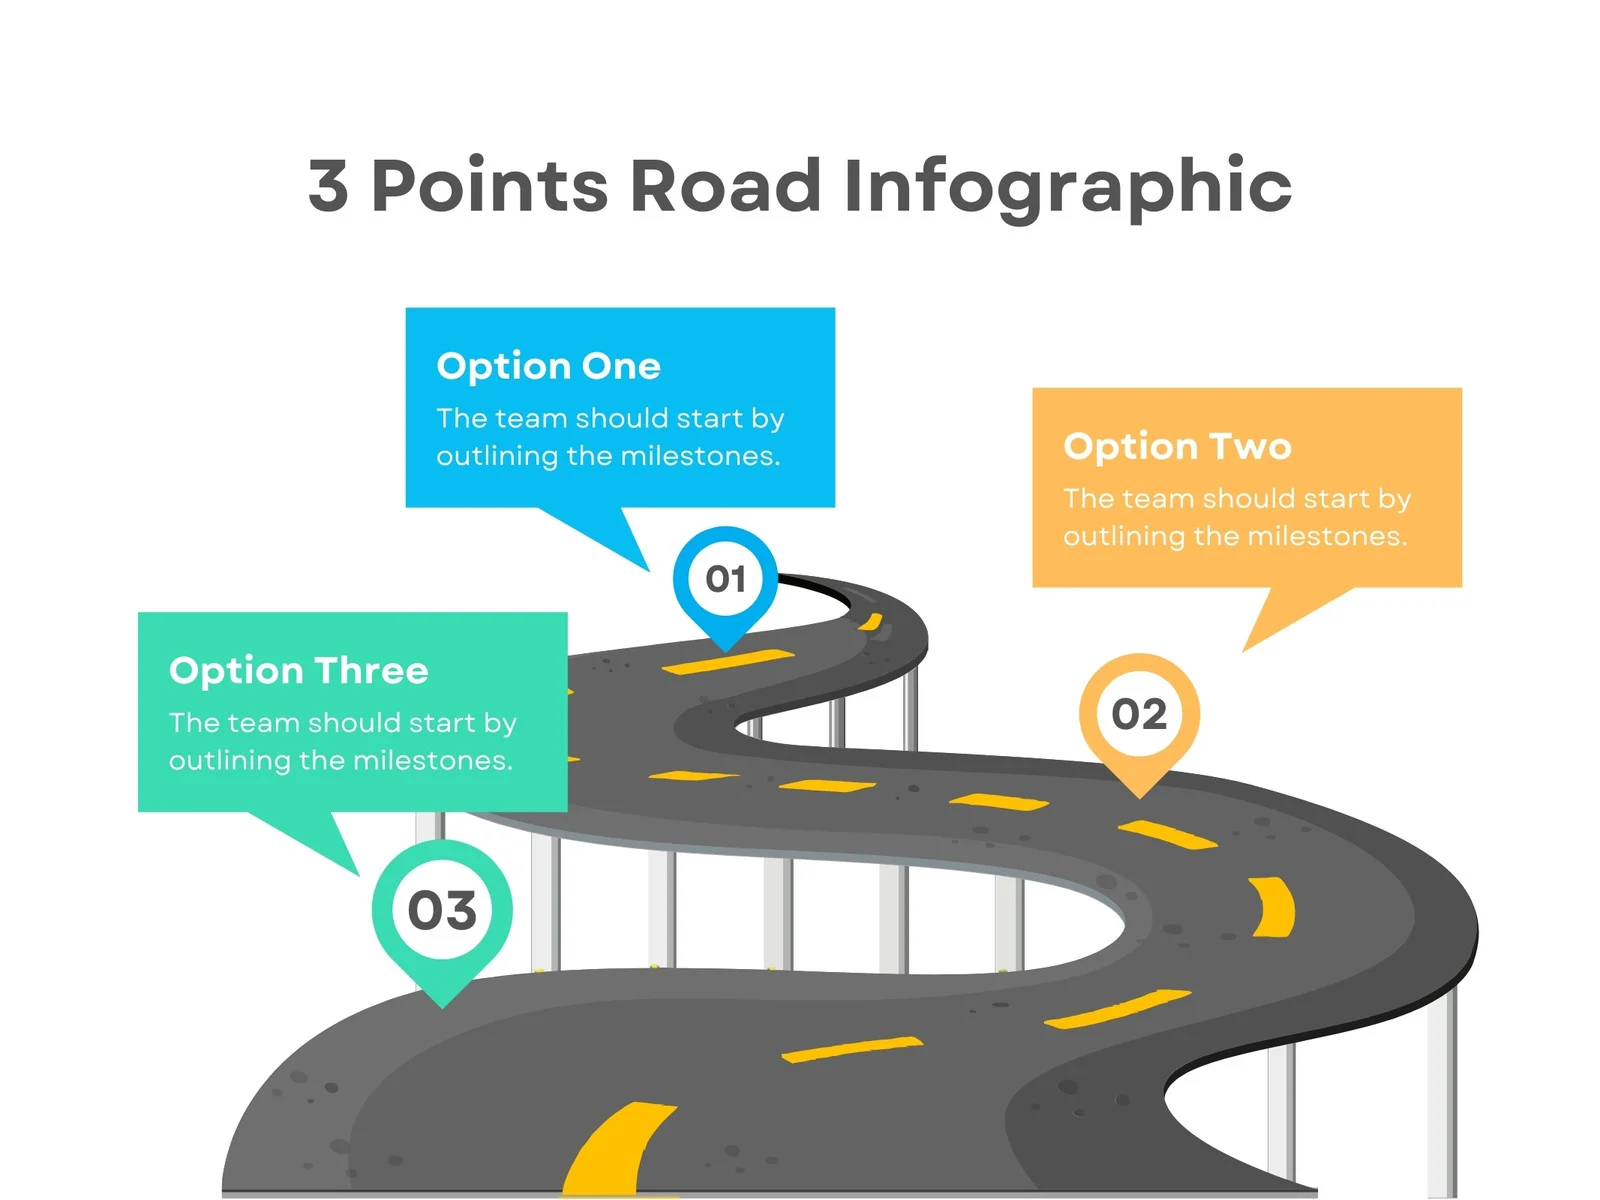 3 Points Road Infographic
Option One
The team should start by
outlining the milestones.
01
Option Two
The team should start by
outlining the milestones.
02
Option Three
The team should start by
outlining the milestones.
03